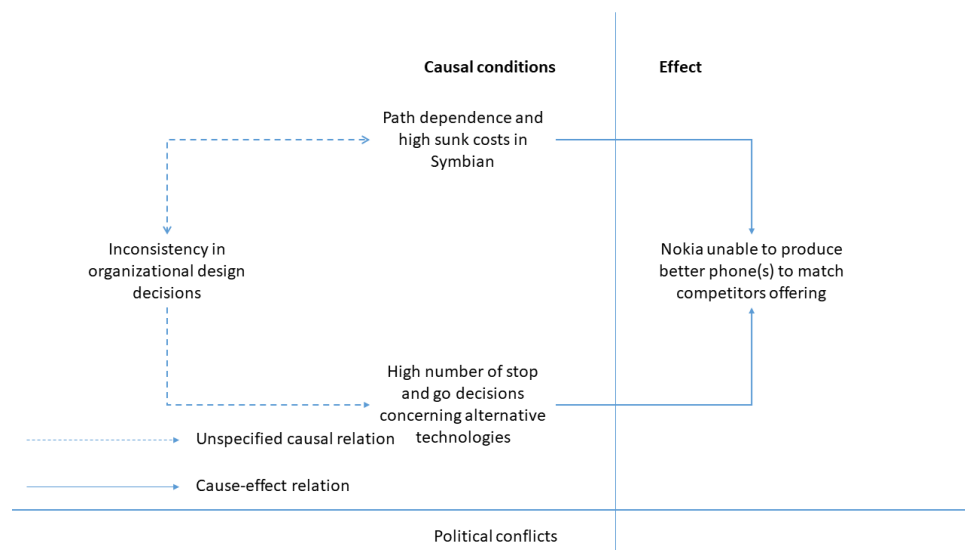 Causal conditions
Effect
Path dependence and
high sunk costs in
Symbian
Inconsistency in
organizational design
decisions
Nokia unable to produce
better phone(s) to match
competitors offering
High number of stop
and go decisions
concerning alternative
technologies
Unspecified causal relation
Cause-effect relation
Political conflicts